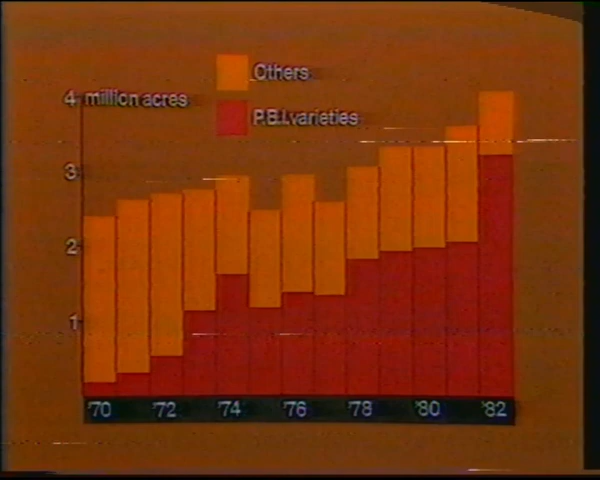 Others
4 million acres
P.B.I. varieties
3
2
1
'70 '72 '74 '76 '78 '80 '82